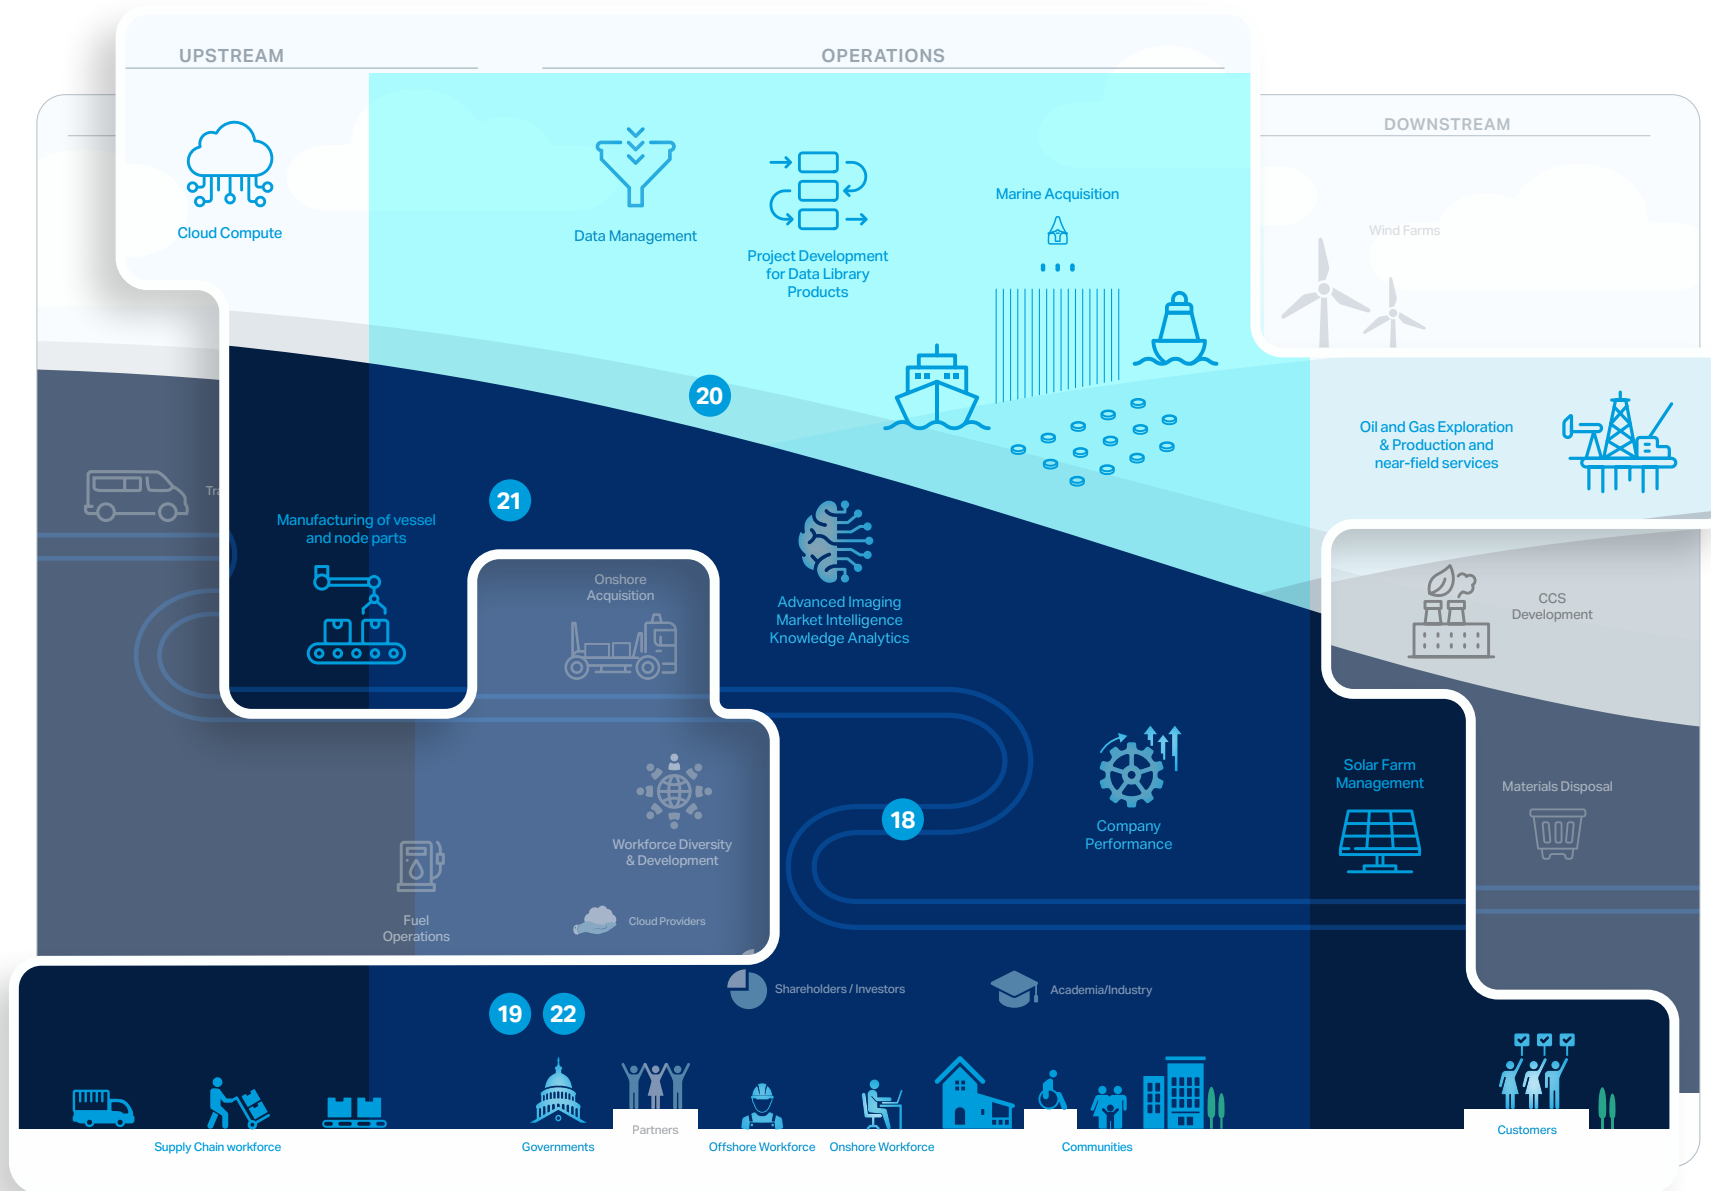 UPSTREAM
OPERATIONS
DOWNSTREAM
Cloud Compute
Data Management
Project Development
for Data Library
Products
Marine Acquisition
Wind Farms
20
Oil and Gas Exploration
& Production and
near-field services
Tra
21
Manufacturing of vessel
and node parts
Onshore
Acquisition
Advanced Imaging
Market Intelligence
Knowledge Analytics
CCS
Development
18
Company
Performance
Solar Farm
Management
Materials Disposal
Workforce Diversity
& Development
Fuel
Operations
Cloud Providers
Shareholders / Investors
Academia/Industry
19
22
Supply Chain workforce
Governments
Partners
Offshore Workforce
Onshore Workforce
Communities
Customers